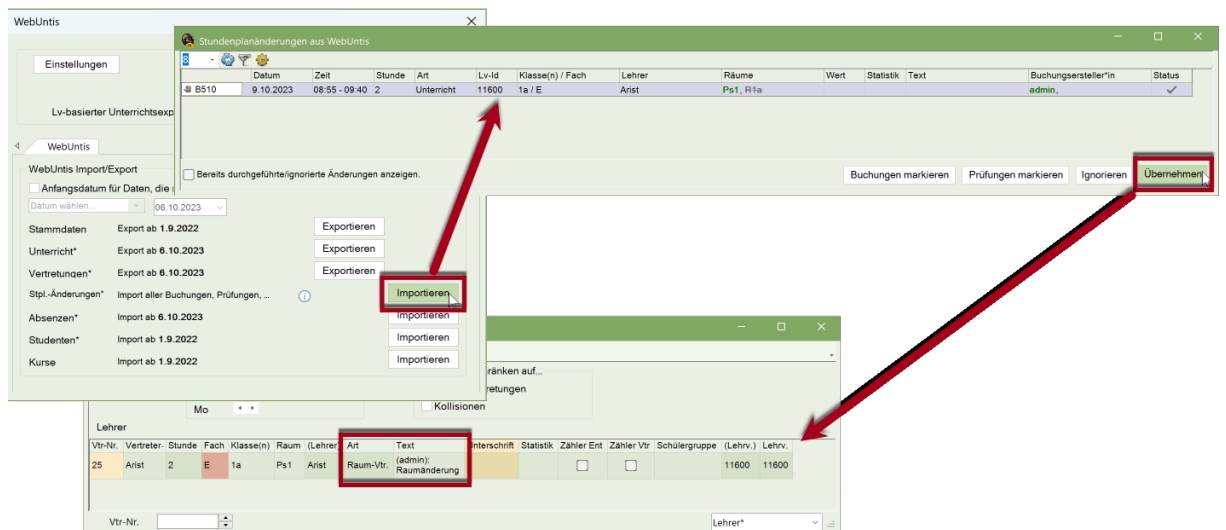 WebUntis
Einstellungen
Lv-basierter Unterrichtsexp
WebUntis
WebUntis Import/Export
Anfangsdatum für Daten, die
Datum wählen...
06.10.2023
Stammdaten Export ab 1.9.2022 Exportieren
Unterricht* Export ab 6.10.2023 Exportieren
Vertretungen* Export ab 6.10.2023 Exportieren
Stpl.-Änderungen* Import aller Buchungen, Prüfungen, ... Importieren
Absenzen* Import ab 6.10.2023 Importieren
Studenten* Import ab 1.9.2022 Importieren
Kurse Import ab 1.9.2022 Importieren
Stundenplanänderungen aus WebUntis
8
Datum Zeit Stunde Art Lv-Id Klasse(n) / Fach Lehrer Räume Wert Statistik Text Buchungsersteller*in Status
B510 9.10.2023 08:55 - 09:40 2 Unterricht 11600 1a / E Arist Ps1, R1a admin,
Bereits durchgeführte/ignorierte Änderungen anzeigen.
Buchungen markieren Prüfungen markieren Ignorieren Übernehmen
ränken auf...
retungen
Kollisionen
Mo
Lehrer
Vtr-Nr. Vertreter Stunde Fach Klasse(n) Raum (Lehrer) Art Text Unterschrift Statistik Zähler Ent Zähler Vtr Schülergruppe (Lehrv.) Lehrv.
25 Arist 2 E 1a Ps1 Arist Raum-Vtr. (admin): Raumänderung 11600 11600
Vtr-Nr.
Lehrer*